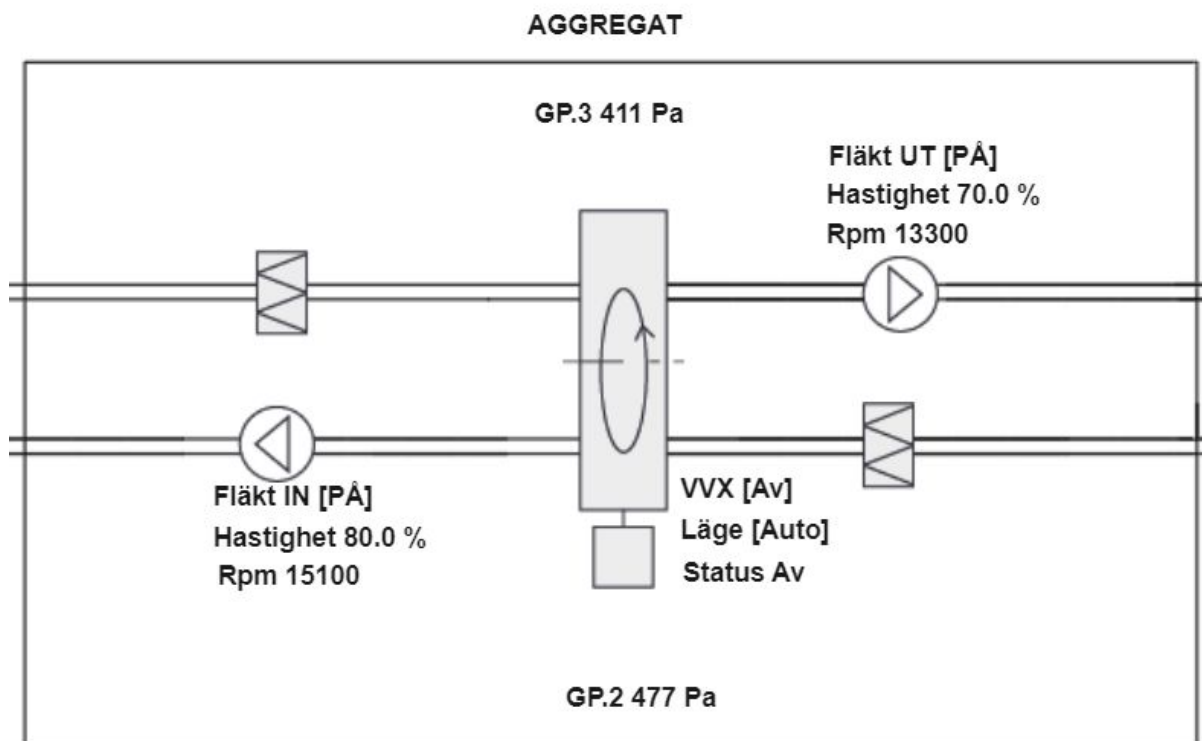 AGGREGAT
GP.3 411 Pa
Fläkt UT [PÅ]
Hastighet 70.0 %
Rpm 13300
Fläkt IN [PÅ]
Hastighet 80.0 %
Rpm 15100
VVX [Av]
Läge [Auto]
Status Av
GP.2 477 Pa